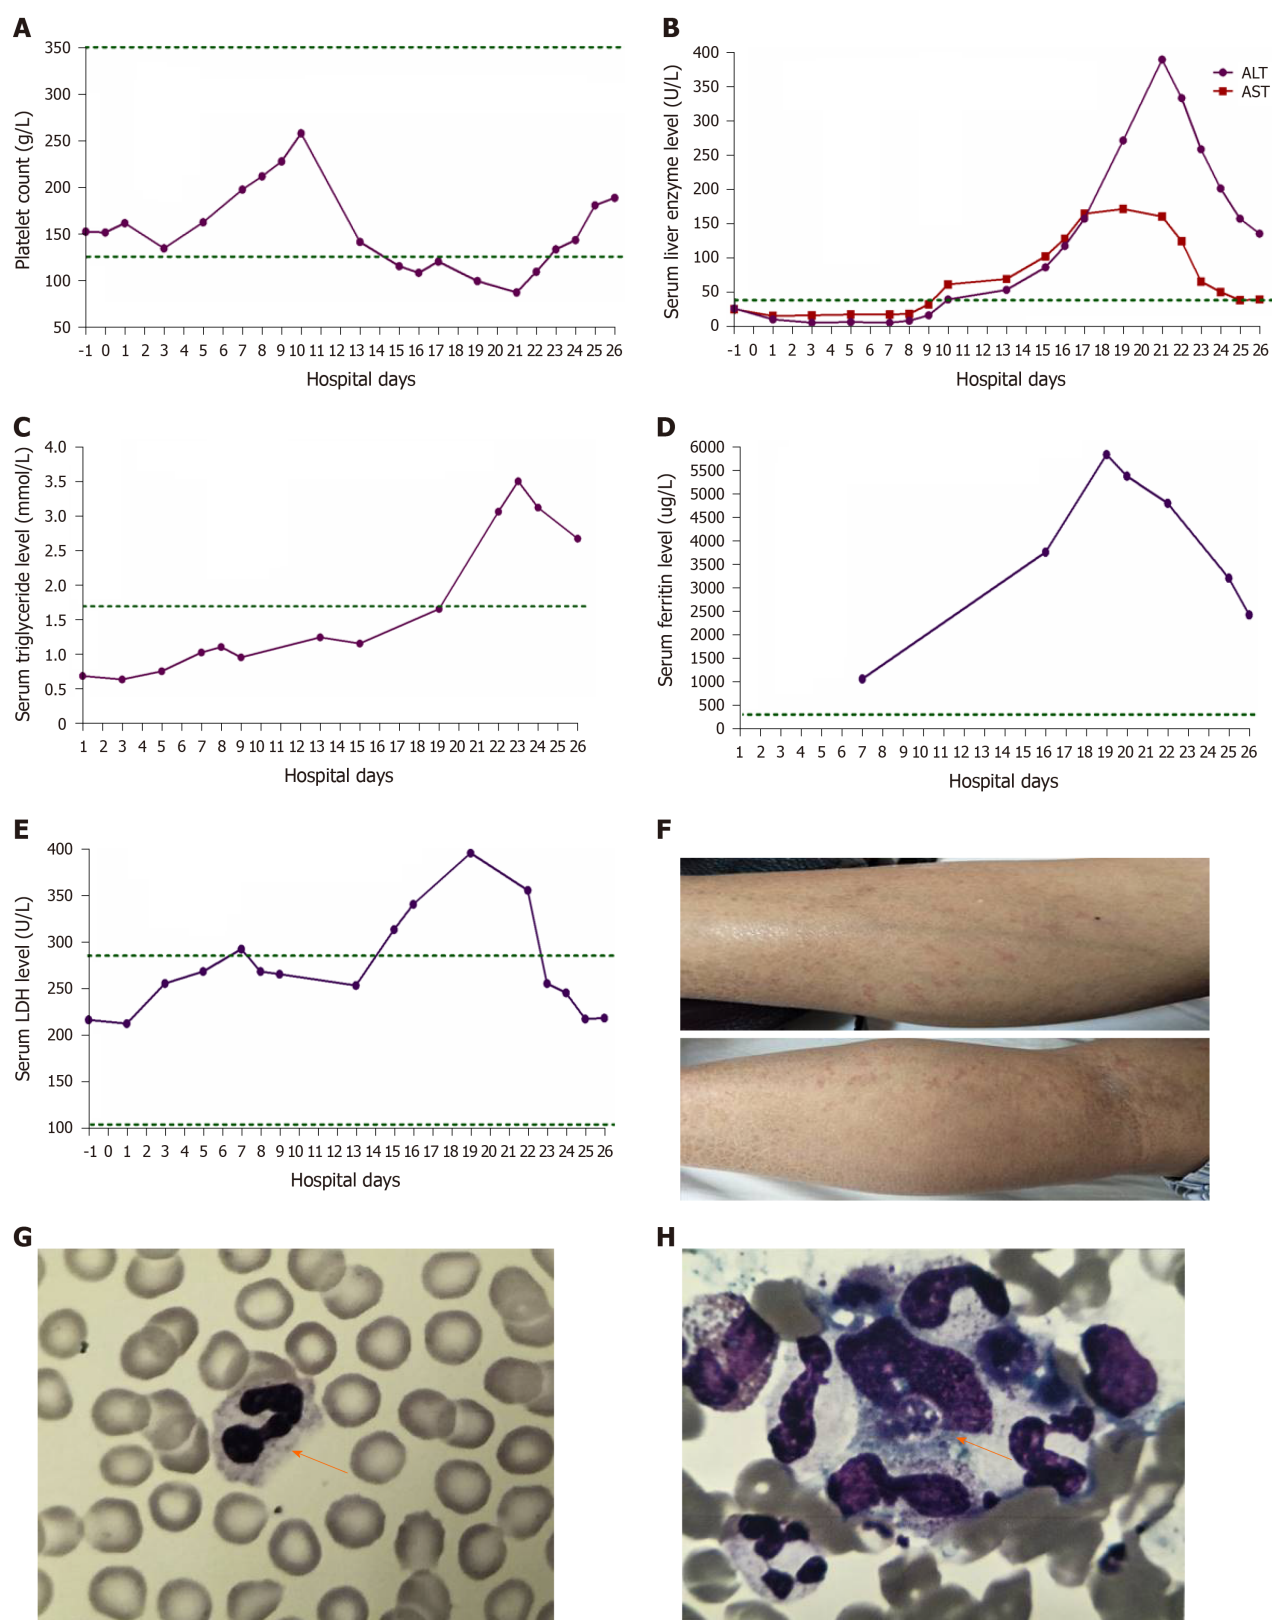 A
Platelet count (g/L)
350
300
250
200
150
100
50
-1 0 1 2 3 4 5 6 7 8 9 10 13 14 15 16 17 18 19 20 21 22 23 24 25 26
Hospital days
B
Serum liver enzyme level (U/L)
400
350
300
250
200
150
100
50
0
ALT
AST
-1 0 1 2 3 4 5 6 7 8 9 10 11 13 14 15 16 17 18 19 20 21 22 23 24 25 26
Hospital days
C
Serum triglyceride level (mmol/L)
4.0
3.5
3.0
2.5
2.0
1.5
1.0
0.5
0
1 2 3 4 5 6 7 8 9 10 11 12 13 14 15 16 17 18 19 20 21 22 23 24 25 26
Hospital days
D
Serum ferritin level (ug/L)
6000
5500
5000
4500
4000
3500
3000
2500
2000
1500
1000
500
0
1 2 3 4 5 6 7 8 9 10 11 12 13 14 15 16 17 18 19 20 21 22 23 24 25 26
Hospital days
E
Serum LDH level (U/L)
400
350
300
250
200
150
100
-1 0 1 2 3 4 5 6 7 8 9 10 11 12 13 14 15 16 17 18 19 20 21 22 23 24 25 26
Hospital days
F
G
H